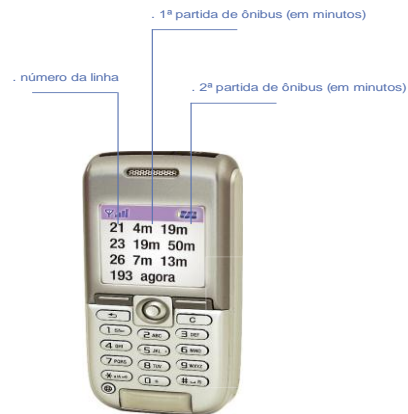 . 1ª partida de ônibus (em minutos)
. número da linha
. 2ª partida de ônibus (em minutos)
21 4m 19m
23 19m 50m
26 7m 13m
193 agora
C
2 ABC
3 DEF
4 GHI
5 JKL
6 MNO
7 PQRS
8 TUV
9 WXYZ